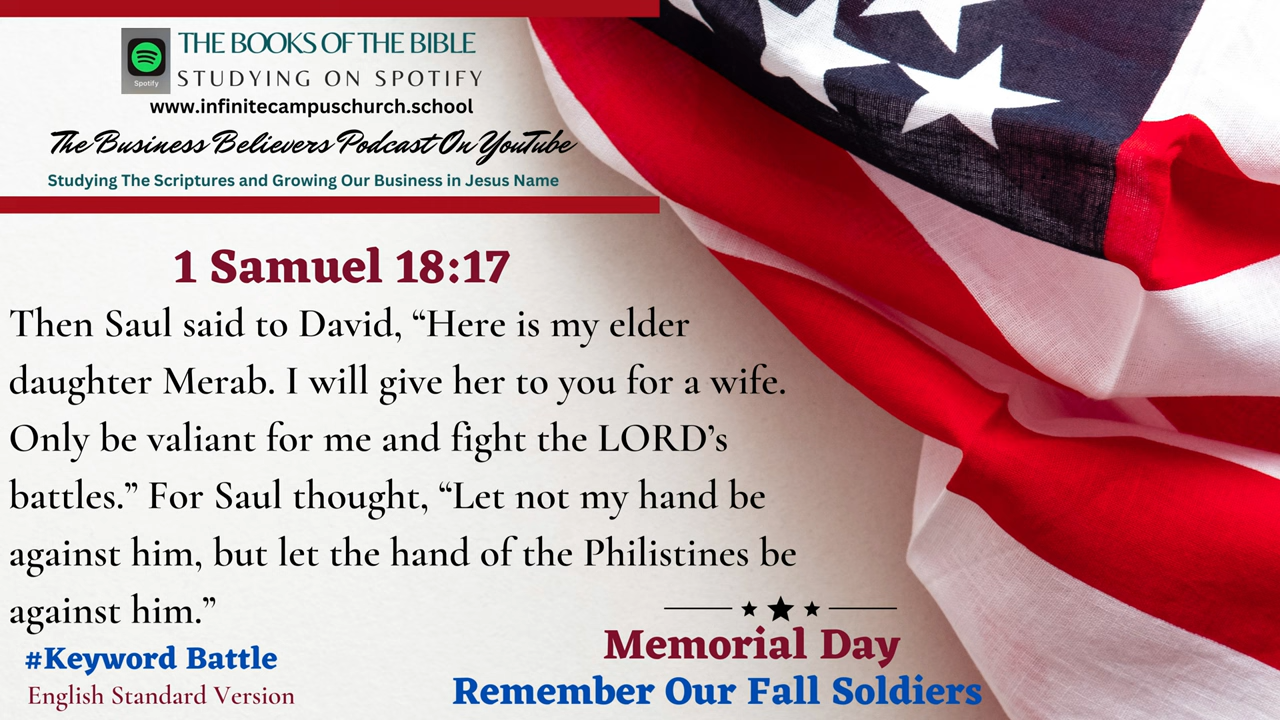 THE BOOKS OF THE BIBLE
Spotify
STUDYING ON SPOTIFY
www.infinitecampuschurch.school
The Business Believers Podcast On YouTube
Studying The Scriptures and Growing Our Business in Jesus Name
1 Samuel 18:17
Then Saul said to David, “Here is my elder
daughter Merab. I will give her to you for a wife.
Only be valiant for me and fight the LORD’s
battles.” For Saul thought, “Let not my hand be
against him, but let the hand of the Philistines be
against him.”
#Keyword Battle
English Standard Version
Memorial Day
Remember Our Fall Soldiers